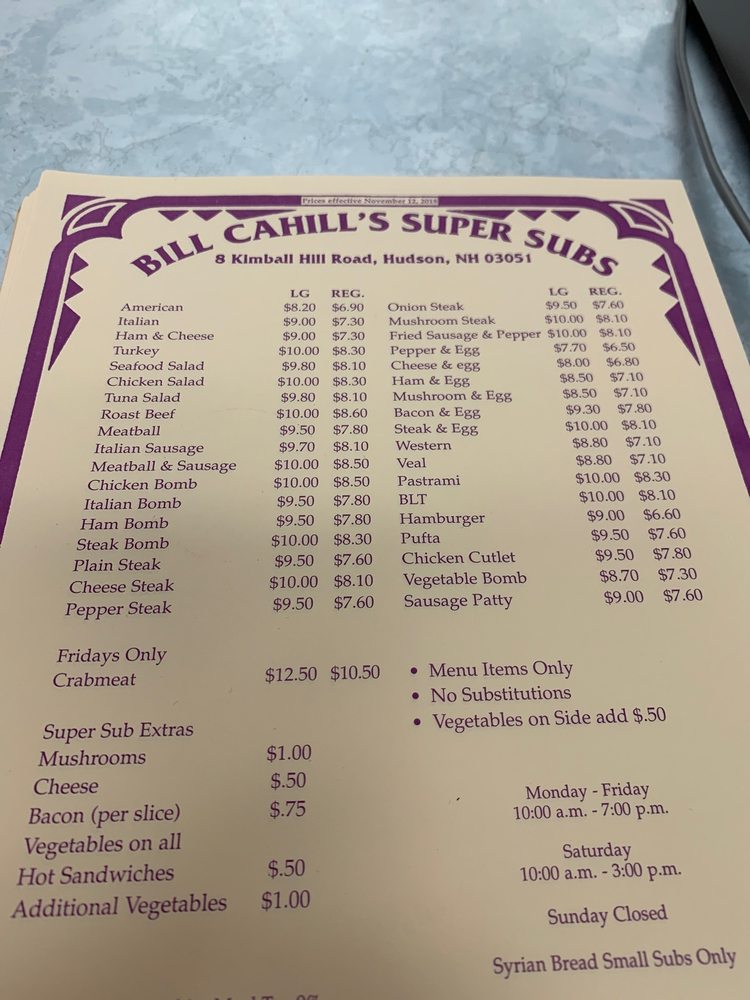 Prices effective November 12, 2018
BILL CAHILL'S SUPER SUBS
8 Kimball Hill Road, Hudson, NH 03051
LG REG.
American $8.20 $6.90
Italian $9.00 $7.30
Ham & Cheese $9.00 $7.30
Turkey $10.00 $8.30
Seafood Salad $9.80 $8.10
Chicken Salad $10.00 $8.30
Tuna Salad $9.80 $8.10
Roast Beef $10.00 $8.60
Meatball $9.50 $7.80
Italian Sausage $9.70 $8.10
Meatball & Sausage $10.00 $8.50
Chicken Bomb $10.00 $8.50
Italian Bomb $9.50 $7.80
Ham Bomb $9.50 $7.80
Steak Bomb $10.00 $8.30
Plain Steak $9.50 $7.60
Cheese Steak $10.00 $8.10
Pepper Steak $9.50 $7.60
LG REG.
Onion Steak $9.50 $7.60
Mushroom Steak $10.00 $8.10
Fried Sausage & Pepper $10.00 $8.10
Pepper & Egg $7.70 $6.50
Cheese & egg $8.00 $6.80
Ham & Egg $8.50 $7.10
Mushroom & Egg $8.50 $7.10
Bacon & Egg $9.30 $7.80
Steak & Egg $10.00 $8.10
Western $8.80 $7.10
Veal $8.80 $7.10
Pastrami $10.00 $8.30
BLT $10.00 $8.10
Hamburger $9.00 $6.60
Pufta $9.50 $7.60
Chicken Cutlet $9.50 $7.80
Vegetable Bomb $8.70 $7.30
Sausage Patty $9.00 $7.60
Fridays Only
Crabmeat $12.50 $10.50
• Menu Items Only
• No Substitutions
• Vegetables on Side add $.50
Super Sub Extras
Mushrooms $1.00
Cheese $.50
Bacon (per slice) $.75
Vegetables on all
Hot Sandwiches $.50
Additional Vegetables $1.00
Monday - Friday
10:00 a.m. - 7:00 p.m.
Saturday
10:00 a.m. - 3:00 p.m.
Sunday Closed
Syrian Bread Small Subs Only